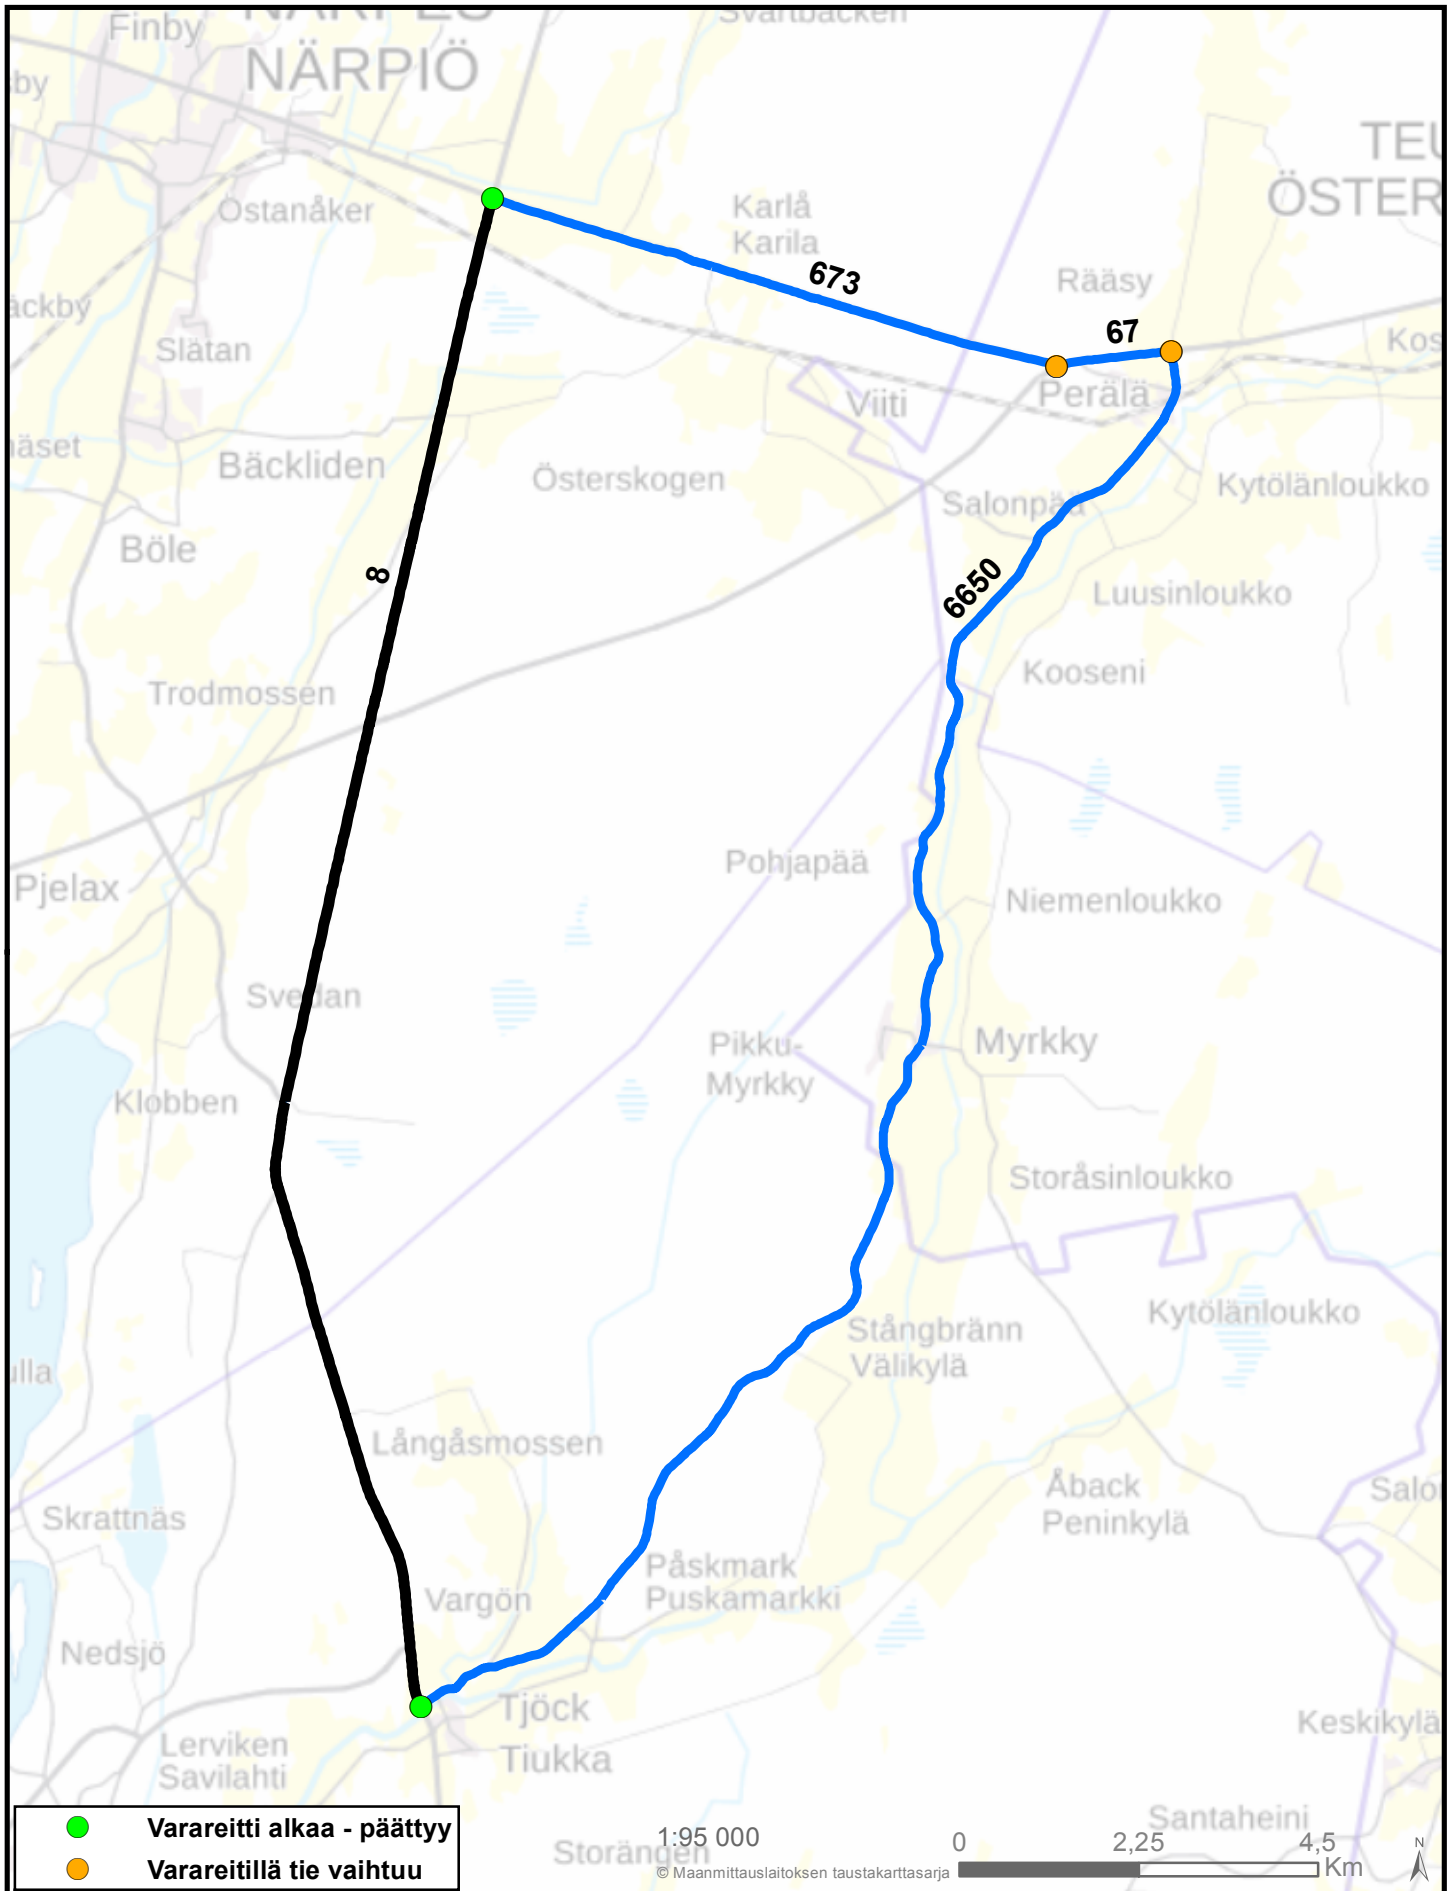 Svartbäcken
Finby
NÄRPES
NÄRPIÖ
TEU
ÖSTER
Östanåker
Karlå
Karila
673
Rääsy
67
Slätan
Viiti
Perälä
Bäckliden
Österskogen
Salonpää
Kytölänloukko
Böle
8
6650
Luusinloukko
Trodmossen
Kooseni
Pohjapää
Pjelax
Niemenloukko
Svedan
Pikku-
Myrkky
Myrkky
Klobben
Storåsinloukko
Kytölänloukko
Stångbränn
Välikylä
Långåsmossen
Åback
Peninkylä
Skrattnäs
Påskmark
Puskamarkki
Vargön
Nedsjö
Tjöck
Tiukka
Lerviken
Savilahti
Keskikylä
Santaheini
Storängen
Varareitti alkaa - päättyy
Varareitillä tie vaihtuu
1:95 000
© Maanmittauslaitoksen taustakarttasarja
0 2,25 4,5
Km
N